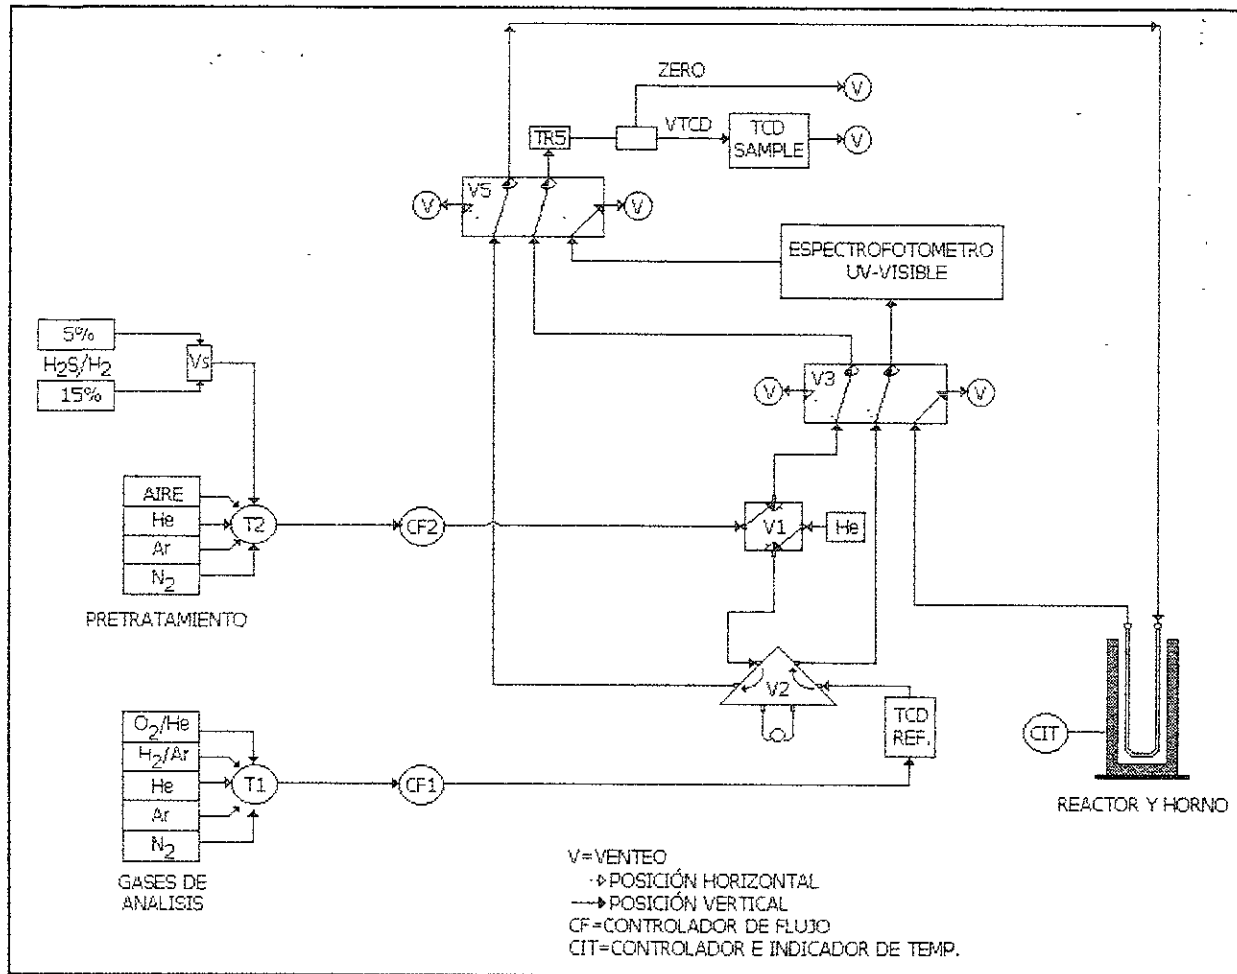 ZERO
V
TR5
VTCD
TCD
SAMPLE
V
V5
V
V
ESPECTROFOTOMETRO
UV-VISIBLE
5%
H2S/H2
Vs
15%
V3
V
V
AIRE
He
Ar
N2
T2
CF2
V1
He
PRETRATAMIENTO
V2
TCD
REF.
O2/He
H2/Ar
He
Ar
N2
T1
CF1
CIT
REACTOR Y HORNO
GASES DE
ANALISIS
V=VENTEO
POSICIÓN HORIZONTAL
POSICIÓN VERTICAL
CF=CONTROLADOR DE FLUJO
CIT=CONTROLADOR E INDICADOR DE TEMP.